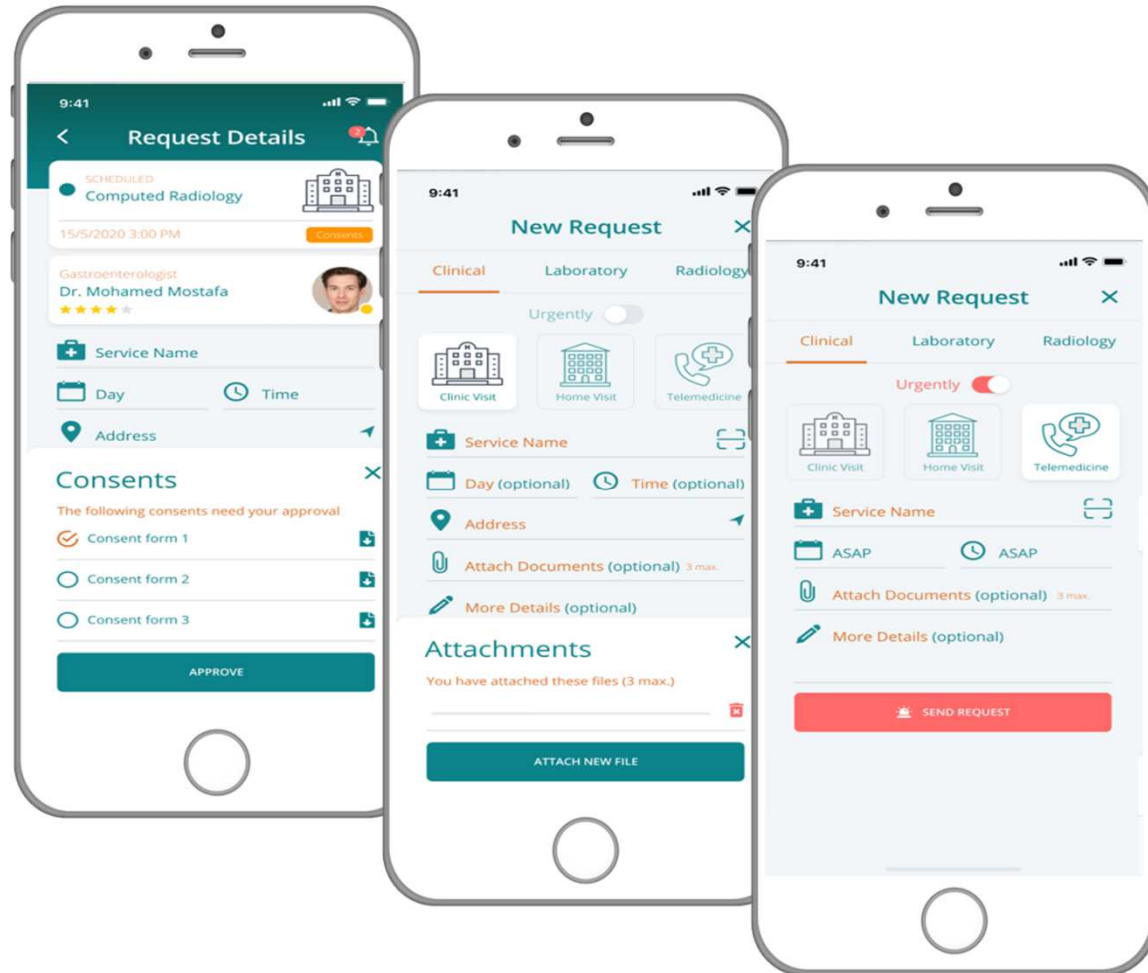 9:41
Request Details
2
SCHEDULED
Computed Radiology
15/5/2020 3:00 PM
Consents
Gastroenterologist
Dr. Mohamed Mostafa
Service Name
Day
Time
Address
Consents
The following consents need your approval
Consent form 1
Consent form 2
Consent form 3
APPROVE
9:41
New Request
Clinical Laboratory Radiology
Urgently
Clinic Visit Home Visit Telemedicine
Service Name
Day (optional) Time (optional)
Address
Attach Documents (optional) 3 max.
More Details (optional)
Attachments
You have attached these files (3 max.)
ATTACH NEW FILE
9:41
New Request
Clinical Laboratory Radiology
Urgently
Clinic Visit Home Visit Telemedicine
Service Name
ASAP ASAP
Attach Documents (optional) 3 max.
More Details (optional)
SEND REQUEST